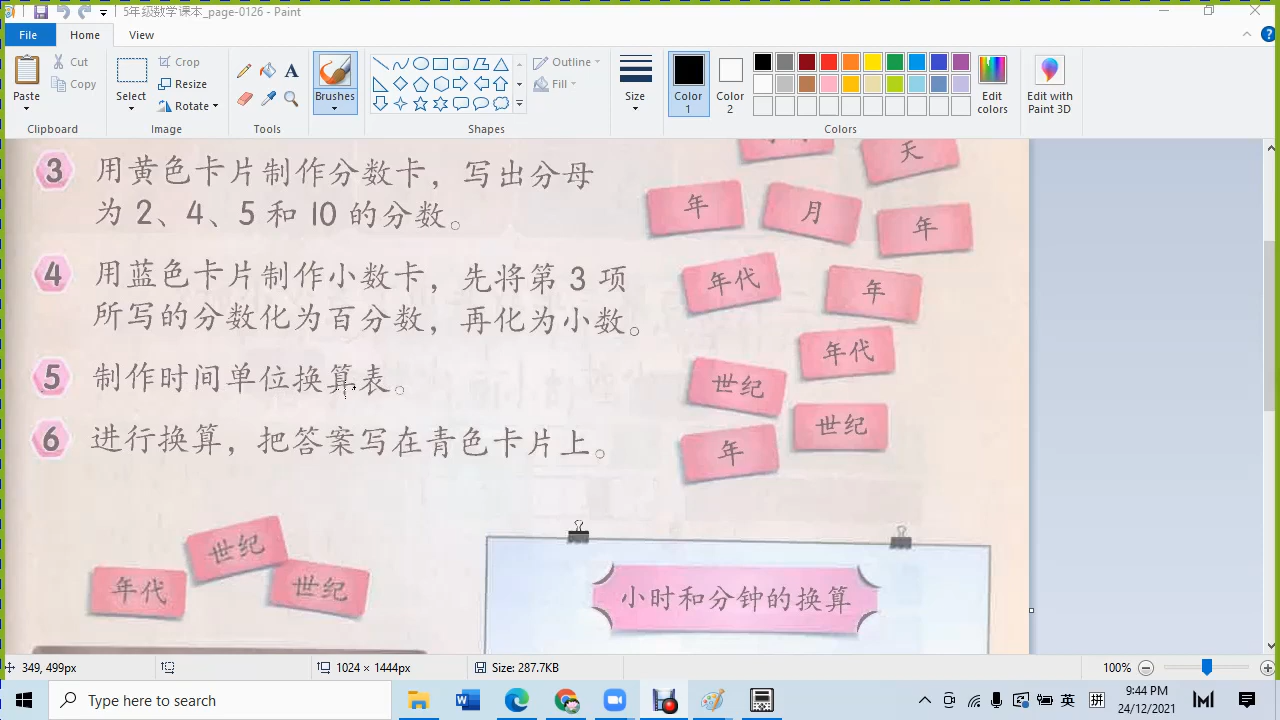 5年级数学课本_page-0126 - Paint
File
Home
View
Paste
Cut
Copy
Clipboard
Select
Crop
Resize
Rotate
Image
A
Tools
Brushes
Outline
Fill
Shapes
Size
Color 1
Color 2
Edit colors
Colors
Edit with Paint 3D
3 用黄色卡片制作分数卡，写出分母
为 2、4、5 和 10 的分数。
4 用蓝色卡片制作小数卡，先将第 3 项
所写的分数化为百分数，再化为小数。
5 制作时间单位换算表。
6 进行换算，把答案写在青色卡片上。
天
年
月
年
年代
年
年代
世纪
世纪
年
世纪
年代
世纪
小时和分钟的换算
349, 499px
1024 × 1444px
Size: 287.7KB
100%
Type here to search
英
拼
9:44 PM
24/12/2021